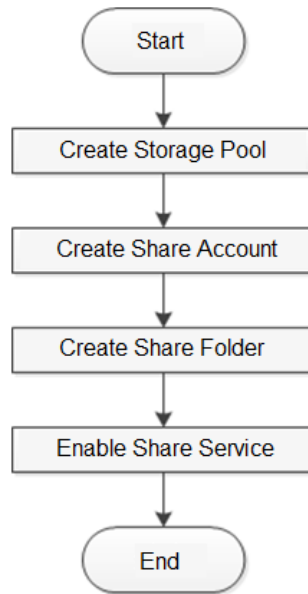 Start
Create Storage Pool
Create Share Account
Create Share Folder
Enable Share Service
End